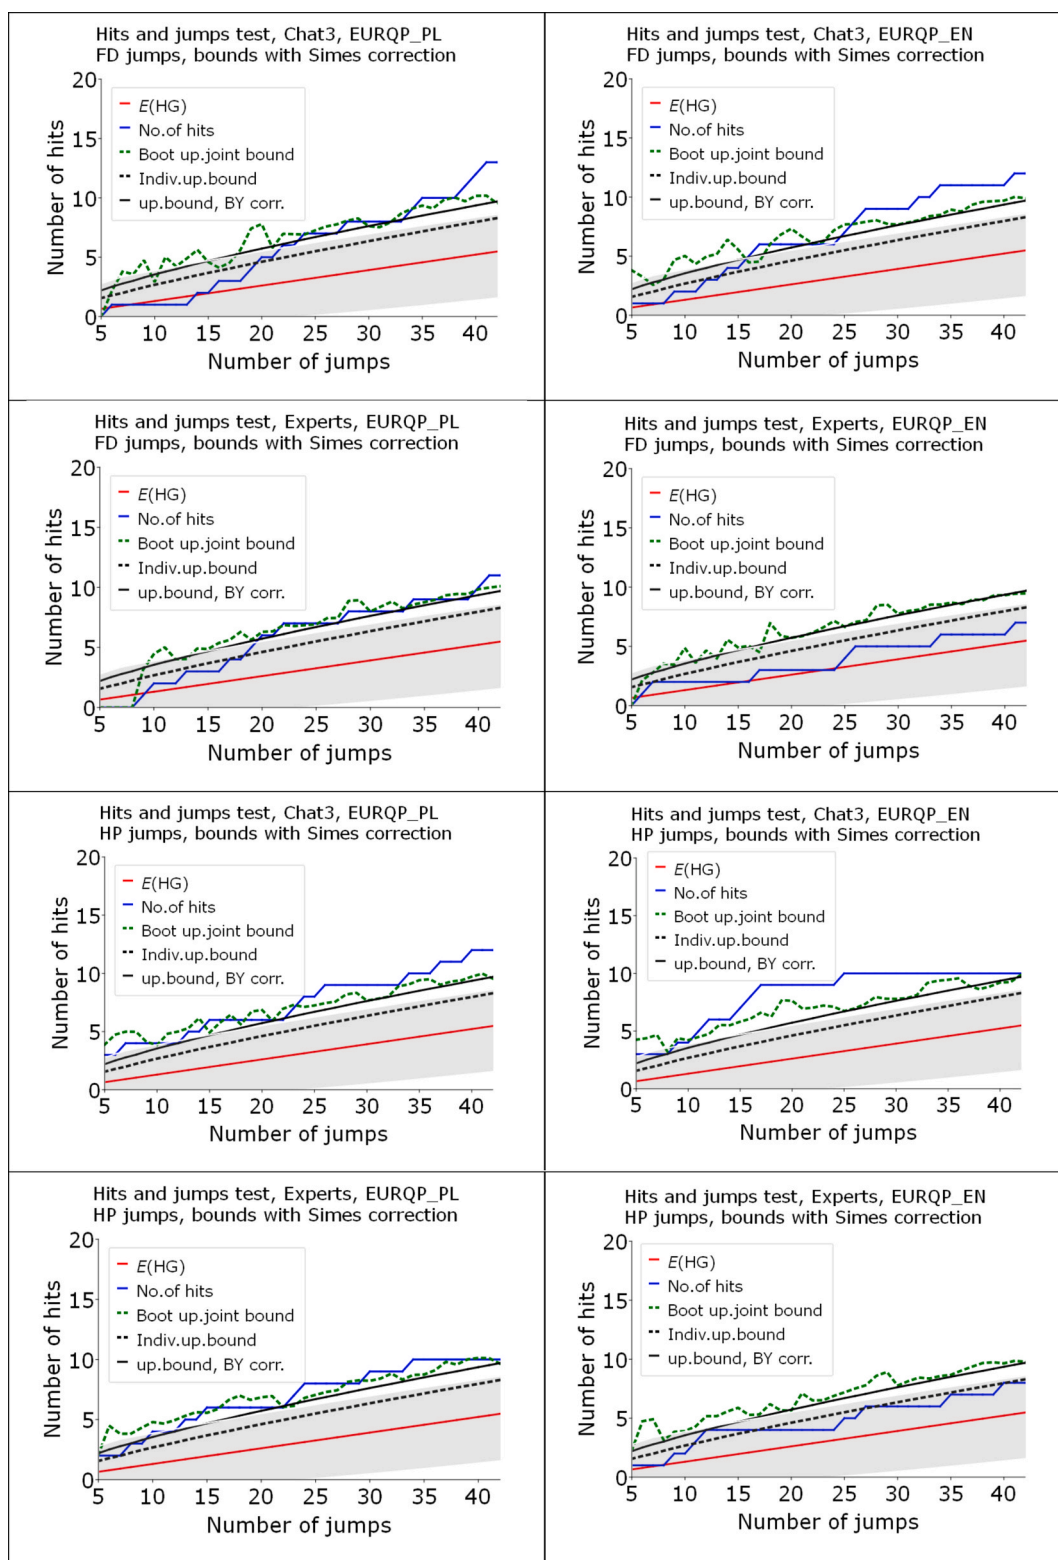 Hits and jumps test, Chat3, EURQP_PL
FD jumps, bounds with Simes correction
20
15
10
5
0
Number of hits
E(HG)
No.of hits
Boot up.joint bound
Indiv.up.bound
up.bound, BY corr.
5 10 15 20 25 30 35 40
Number of jumps
Hits and jumps test, Chat3, EURQP_EN
FD jumps, bounds with Simes correction
20
15
10
5
0
Number of hits
E(HG)
No.of hits
Boot up.joint bound
Indiv.up.bound
up.bound, BY corr.
5 10 15 20 25 30 35 40
Number of jumps
Hits and jumps test, Experts, EURQP_PL
FD jumps, bounds with Simes correction
20
15
10
5
0
Number of hits
E(HG)
No.of hits
Boot up.joint bound
Indiv.up.bound
up.bound, BY corr.
5 10 15 20 25 30 35 40
Number of jumps
Hits and jumps test, Experts, EURQP_EN
FD jumps, bounds with Simes correction
20
15
10
5
0
Number of hits
E(HG)
No.of hits
Boot up.joint bound
Indiv.up.bound
up.bound, BY corr.
5 10 15 20 25 30 35 40
Number of jumps
Hits and jumps test, Chat3, EURQP_PL
HP jumps, bounds with Simes correction
20
15
10
5
0
Number of hits
E(HG)
No.of hits
Boot up.joint bound
Indiv.up.bound
up.bound, BY corr.
5 10 15 20 25 30 35 40
Number of jumps
Hits and jumps test, Chat3, EURQP_EN
HP jumps, bounds with Simes correction
20
15
10
5
0
Number of hits
E(HG)
No.of hits
Boot up.joint bound
Indiv.up.bound
up.bound, BY corr.
5 10 15 20 25 30 35 40
Number of jumps
Hits and jumps test, Experts, EURQP_PL
HP jumps, bounds with Simes correction
20
15
10
5
0
Number of hits
E(HG)
No.of hits
Boot up.joint bound
Indiv.up.bound
up.bound, BY corr.
5 10 15 20 25 30 35 40
Number of jumps
Hits and jumps test, Experts, EURQP_EN
HP jumps, bounds with Simes correction
20
15
10
5
0
Number of hits
E(HG)
No.of hits
Boot up.joint bound
Indiv.up.bound
up.bound, BY corr.
5 10 15 20 25 30 35 40
Number of jumps